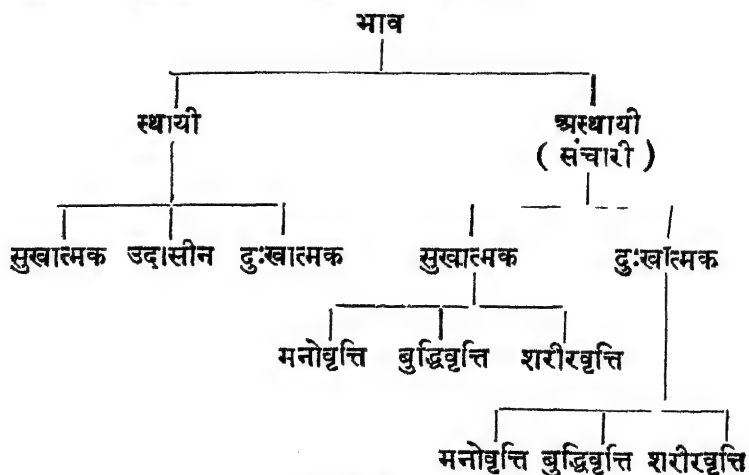 भाव
स्थायी अस्थायी
( संचारी )
सुखात्मक उदासीन दुःखात्मक सुखात्मक दुःखात्मक
मनोवृत्ति बुद्धिवृत्ति शरीरवृत्ति
मनोवृत्ति बुद्धिवृत्ति शरीरवृत्ति